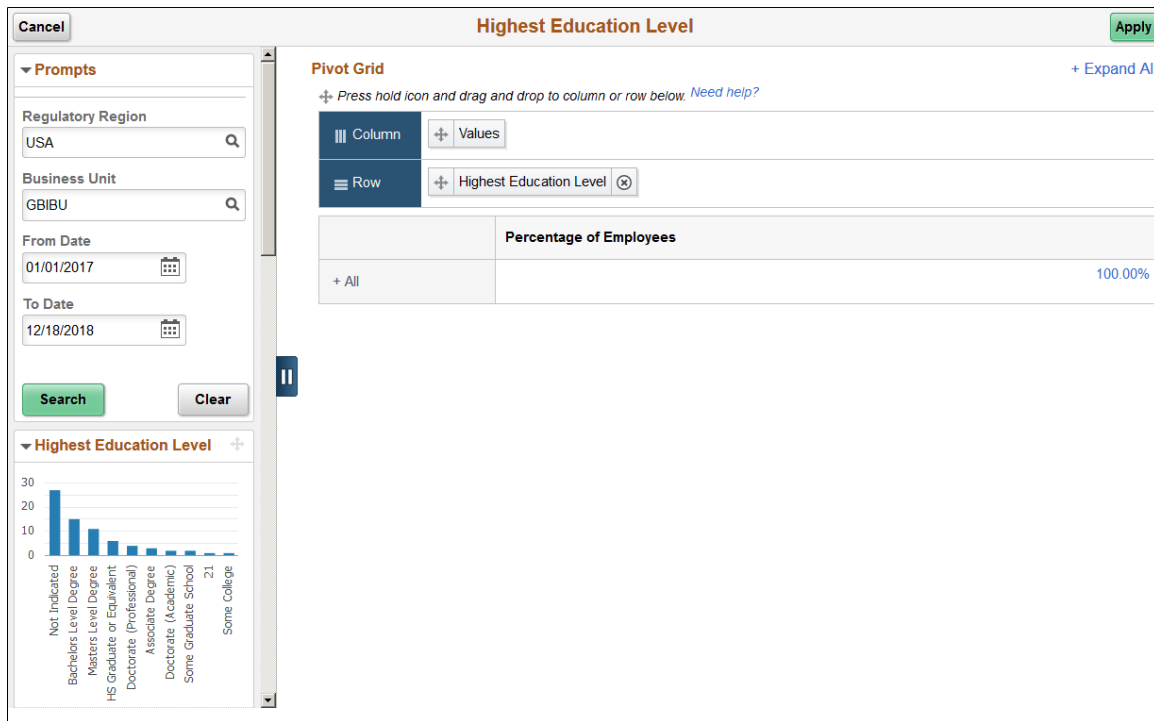 Cancel
Highest Education Level
Apply
Prompts
Regulatory Region
USA
Business Unit
GBIBU
From Date
01/01/2017
To Date
12/18/2018
Search
Clear
Highest Education Level
30
20
10
0
Not Indicated
Bachelors Level Degree
Masters Level Degree
HS Graduate or Equivalent
Doctorate (Professional)
Associate Degree
Doctorate (Academic)
Some Graduate School
21
Some College
Pivot Grid
+ Expand Al
Press hold icon and drag and drop to column or row below. Need help?
Column
Values
Row
Highest Education Level
Percentage of Employees
+ All
100.00%